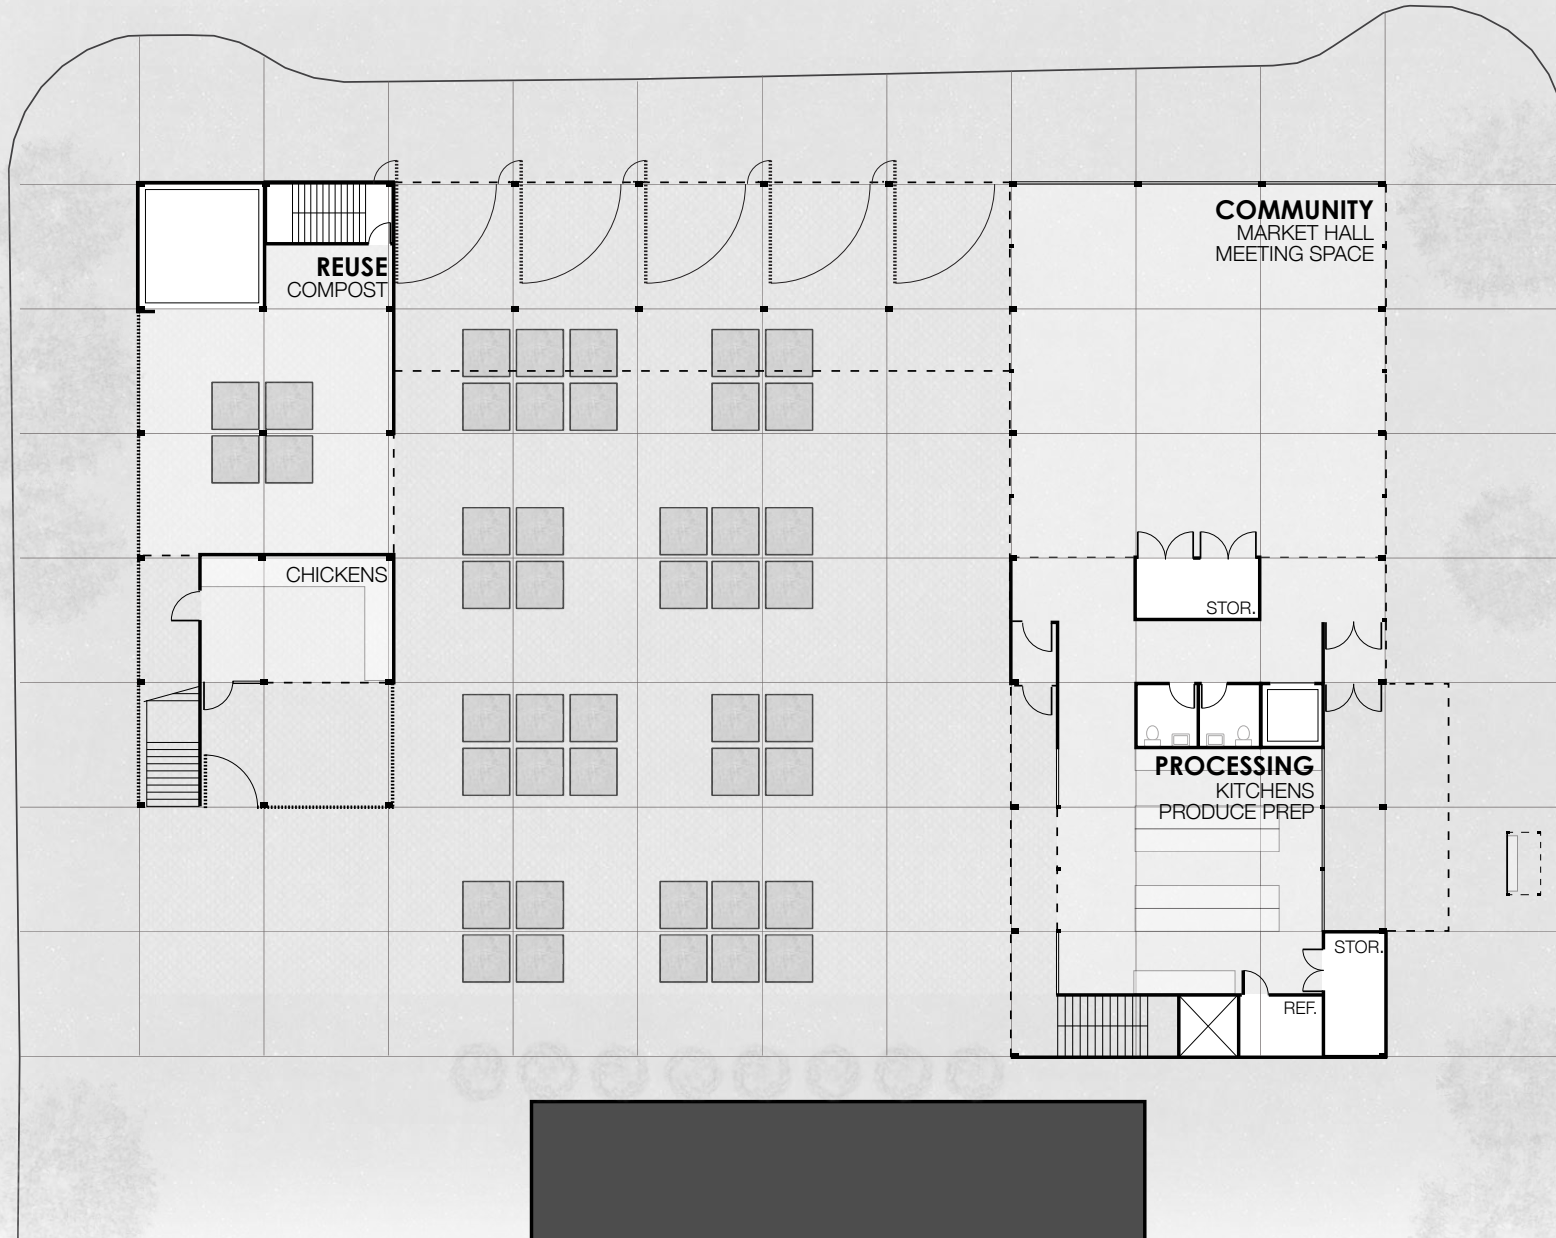 COMMUNITY
MARKET HALL
MEETING SPACE
REUSE
COMPOST
CHICKENS
STOR.
PROCESSING
KITCHENS
PRODUCE PREP
STOR.
REF.